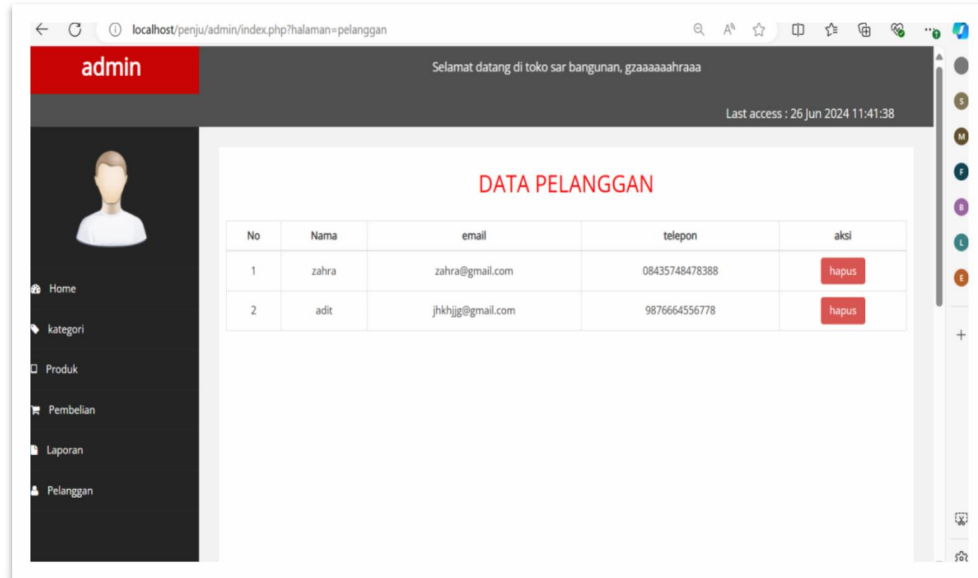 localhost/penju/admin/index.php?halaman=pelanggan
admin
Selamat datang di toko sar bangunan, gzaaaaaahraaa
Last access : 26 Jun 2024 11:41:38
DATA PELANGGAN
No Nama email telepon aksi
1 zahra zahra@gmail.com 08435748478388 hapus
2 adit jhkhjjg@gmail.com 9876664556778 hapus
Home
kategori
Produk
Pembelian
Laporan
Pelanggan
S
M
F
B
L
E